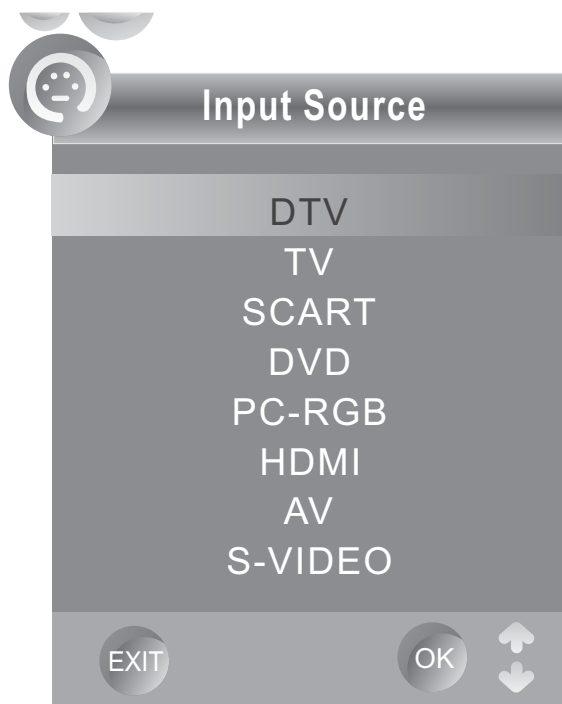 Input Source
DTV
TV
SCART
DVD
PC-RGB
HDMI
AV
S-VIDEO
EXIT OK